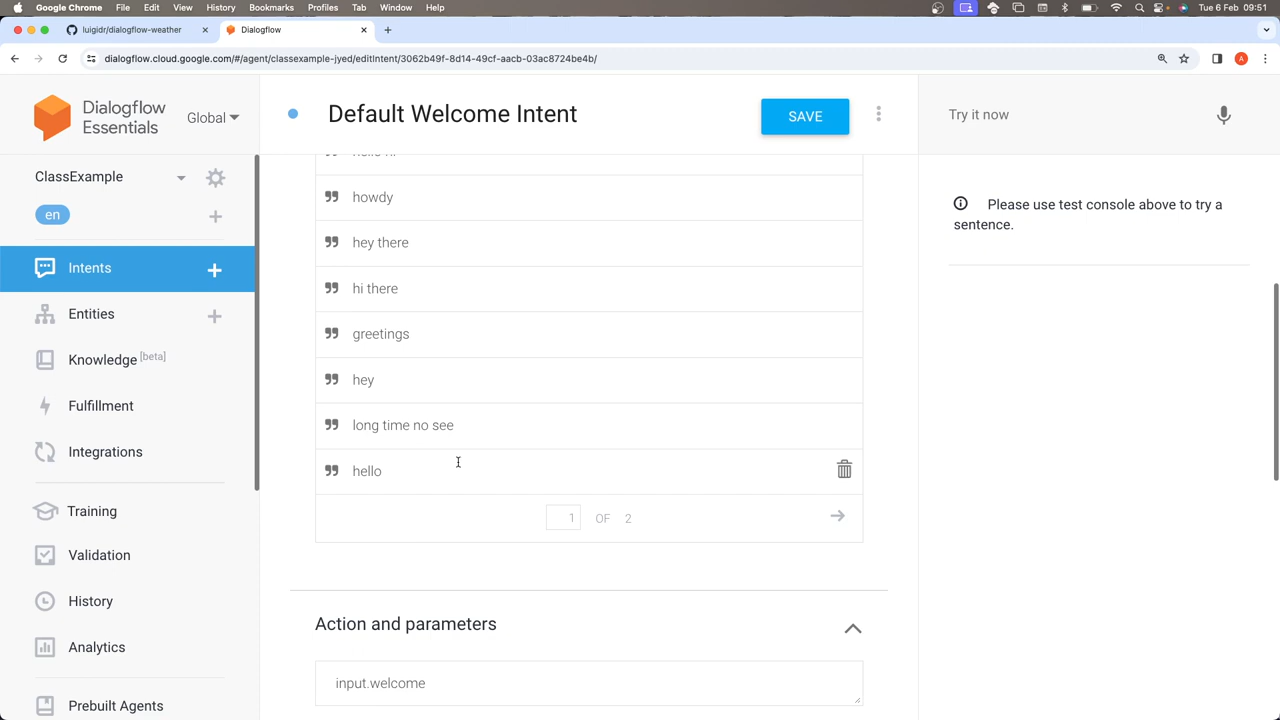 Chrome File Edit View History Bookmarks Profiles Tab Window Help
Tue 6 Feb 09:51
luigidr/dialogflow-weather
Dialogflow
dialogflow.cloud.google.com/#/agent/classexample-jyed/editIntent/3062b49f-8d14-49cf-aacb-03ac8724be4b/
A
Dialogflow
Essentials
Global
Default Welcome Intent
SAVE
Try it now
ClassExample
en
Intents
Entities
Knowledge [beta]
Fulfillment
Integrations
Training
Validation
History
Analytics
Prebuilt Agents
howdy
hey there
hi there
greetings
hey
long time no see
hello
1 OF 2
Action and parameters
input.welcome
Please use test console above to try a
sentence.